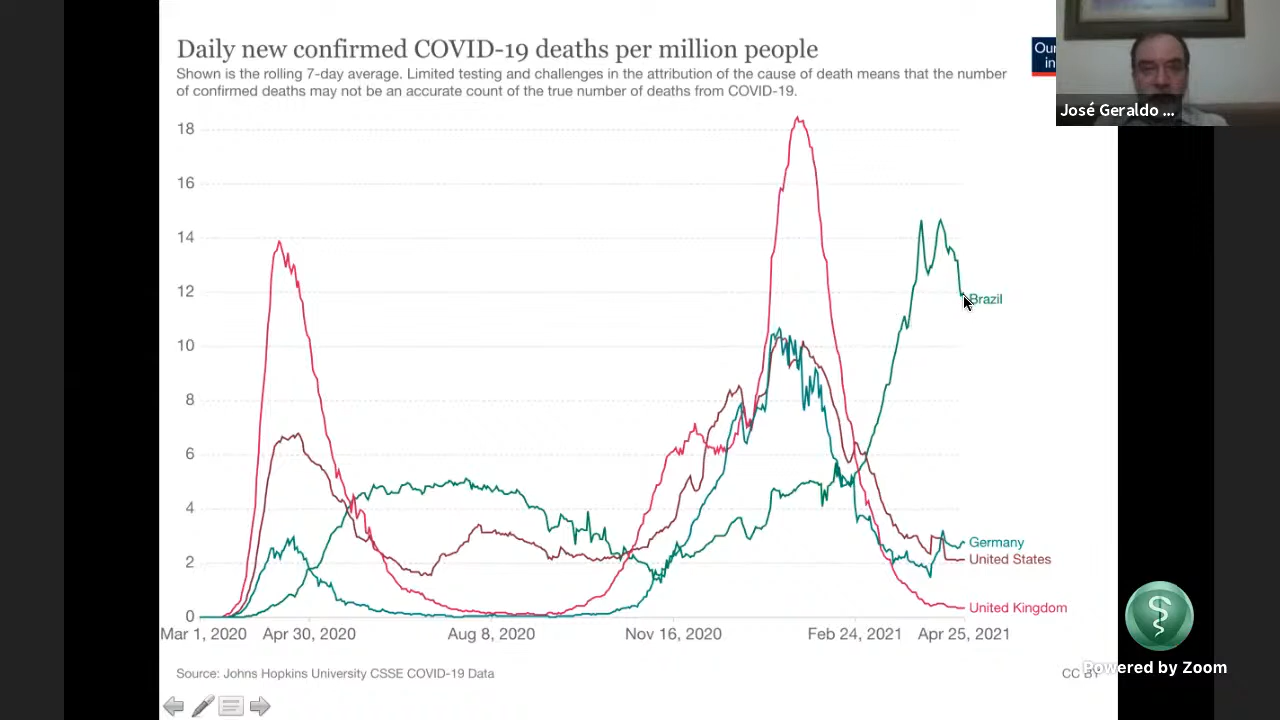 Daily new confirmed COVID-19 deaths per million people
Shown is the rolling 7-day average. Limited testing and challenges in the attribution of the cause of death means that the number
of confirmed deaths may not be an accurate count of the true number of deaths from COVID-19.
Our
in
José Geraldo ...
18
16
14
12
10
8
6
4
2
0
Brazil
Germany
United States
United Kingdom
Mar 1, 2020
Apr 30, 2020
Aug 8, 2020
Nov 16, 2020
Feb 24, 2021
Apr 25, 2021
Source: Johns Hopkins University CSSE COVID-19 Data
CC BY
Powered by Zoom